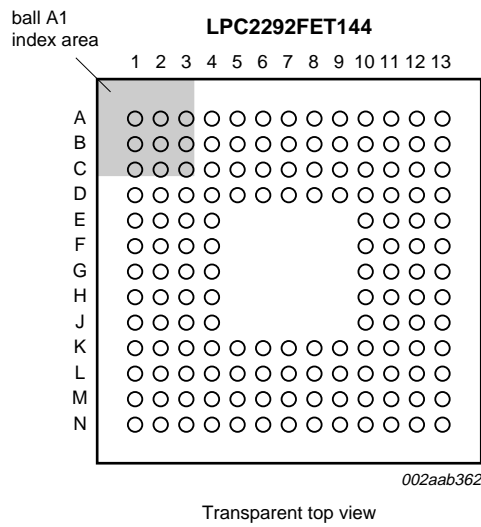 ball A1
index area
LPC2292FET144
1 2 3 4 5 6 7 8 9 10 11 12 13
A
B
C
D
E
F
G
H
J
K
L
M
N
002aab362
Transparent top view